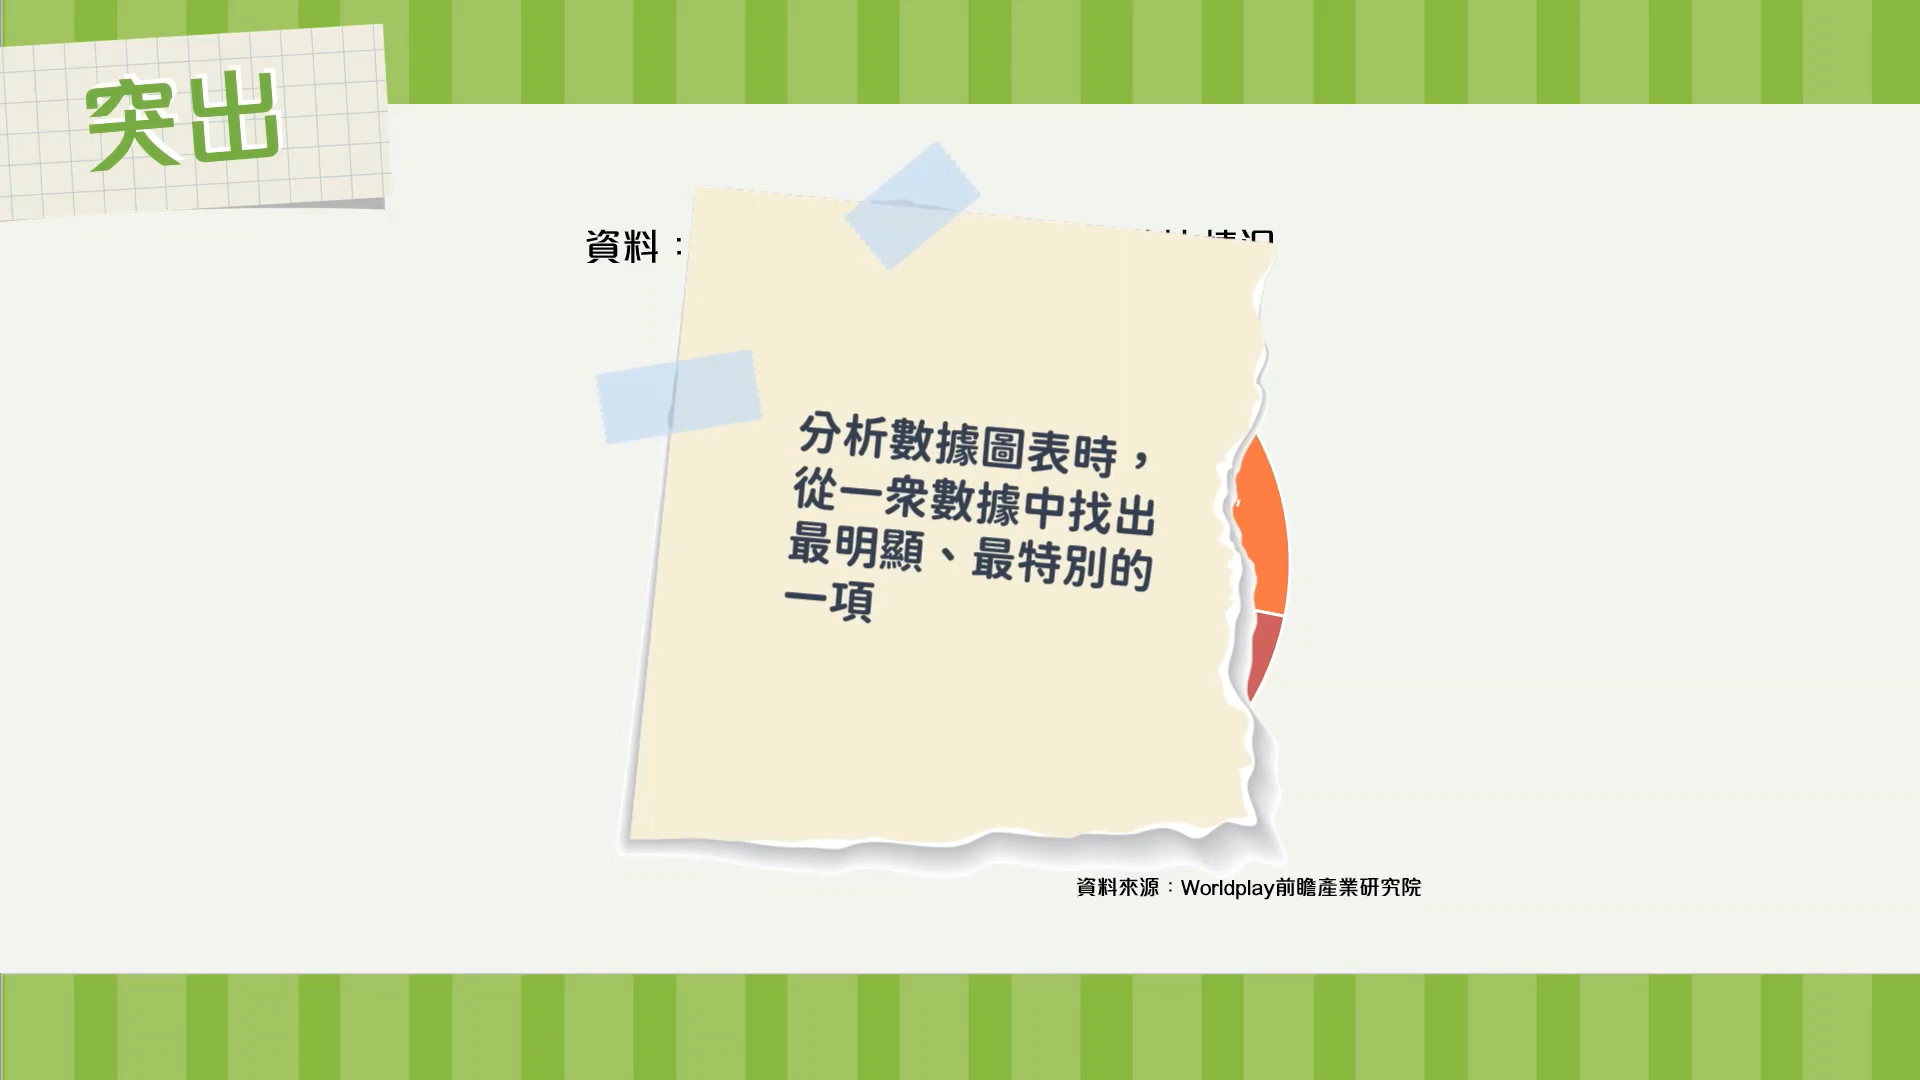 突出
資料：
分析數據圖表時，
從一衆數據中找出
最明顯、最特別的
一項
資料來源：Worldplay前瞻產業研究院